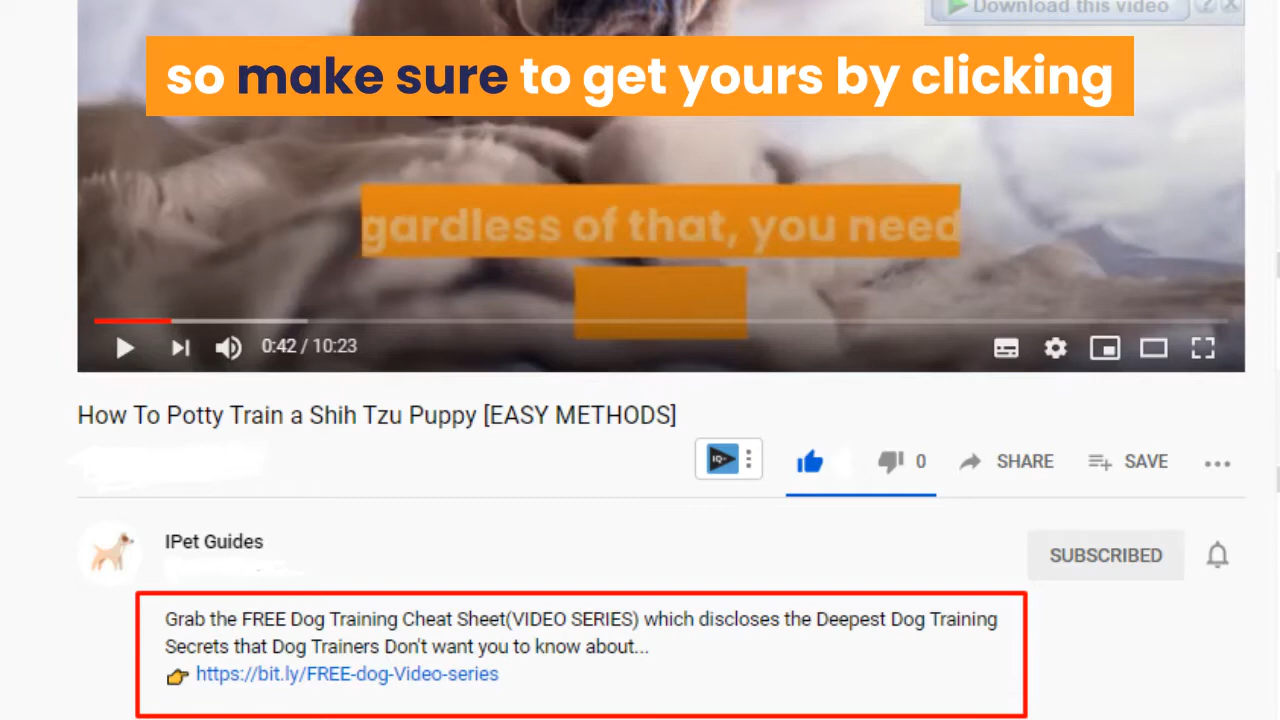 Download this video
so make sure to get yours by clicking
gardless of that, you need
0:42 / 10:23
How To Potty Train a Shih Tzu Puppy [EASY METHODS]
IQ
0
SHARE
SAVE
IPet Guides
SUBSCRIBED
Grab the FREE Dog Training Cheat Sheet(VIDEO SERIES) which discloses the Deepest Dog Training
Secrets that Dog Trainers Don't want you to know about...
https://bit.ly/FREE-dog-Video-series